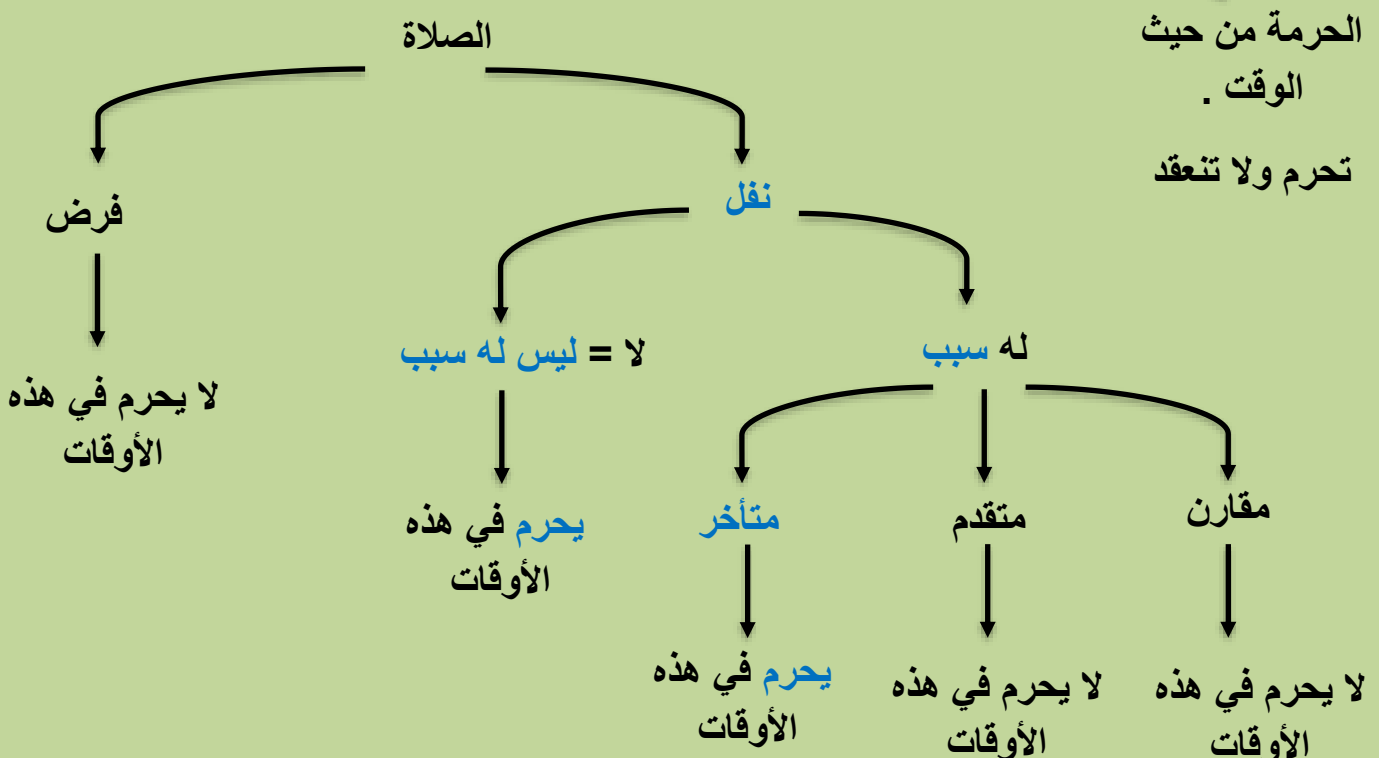 الحرمة من حيث
الوقت .
تحرم ولا تنعقد
الصلاة
نفل
فرض
له سبب
لا = ليس له سبب
لا يحرم في هذه
الأوقات
مقارن
متقدم
متأخر
يحرم في هذه
الأوقات
لا يحرم في هذه
الأوقات
لا يحرم في هذه
الأوقات
يحرم في هذه
الأوقات